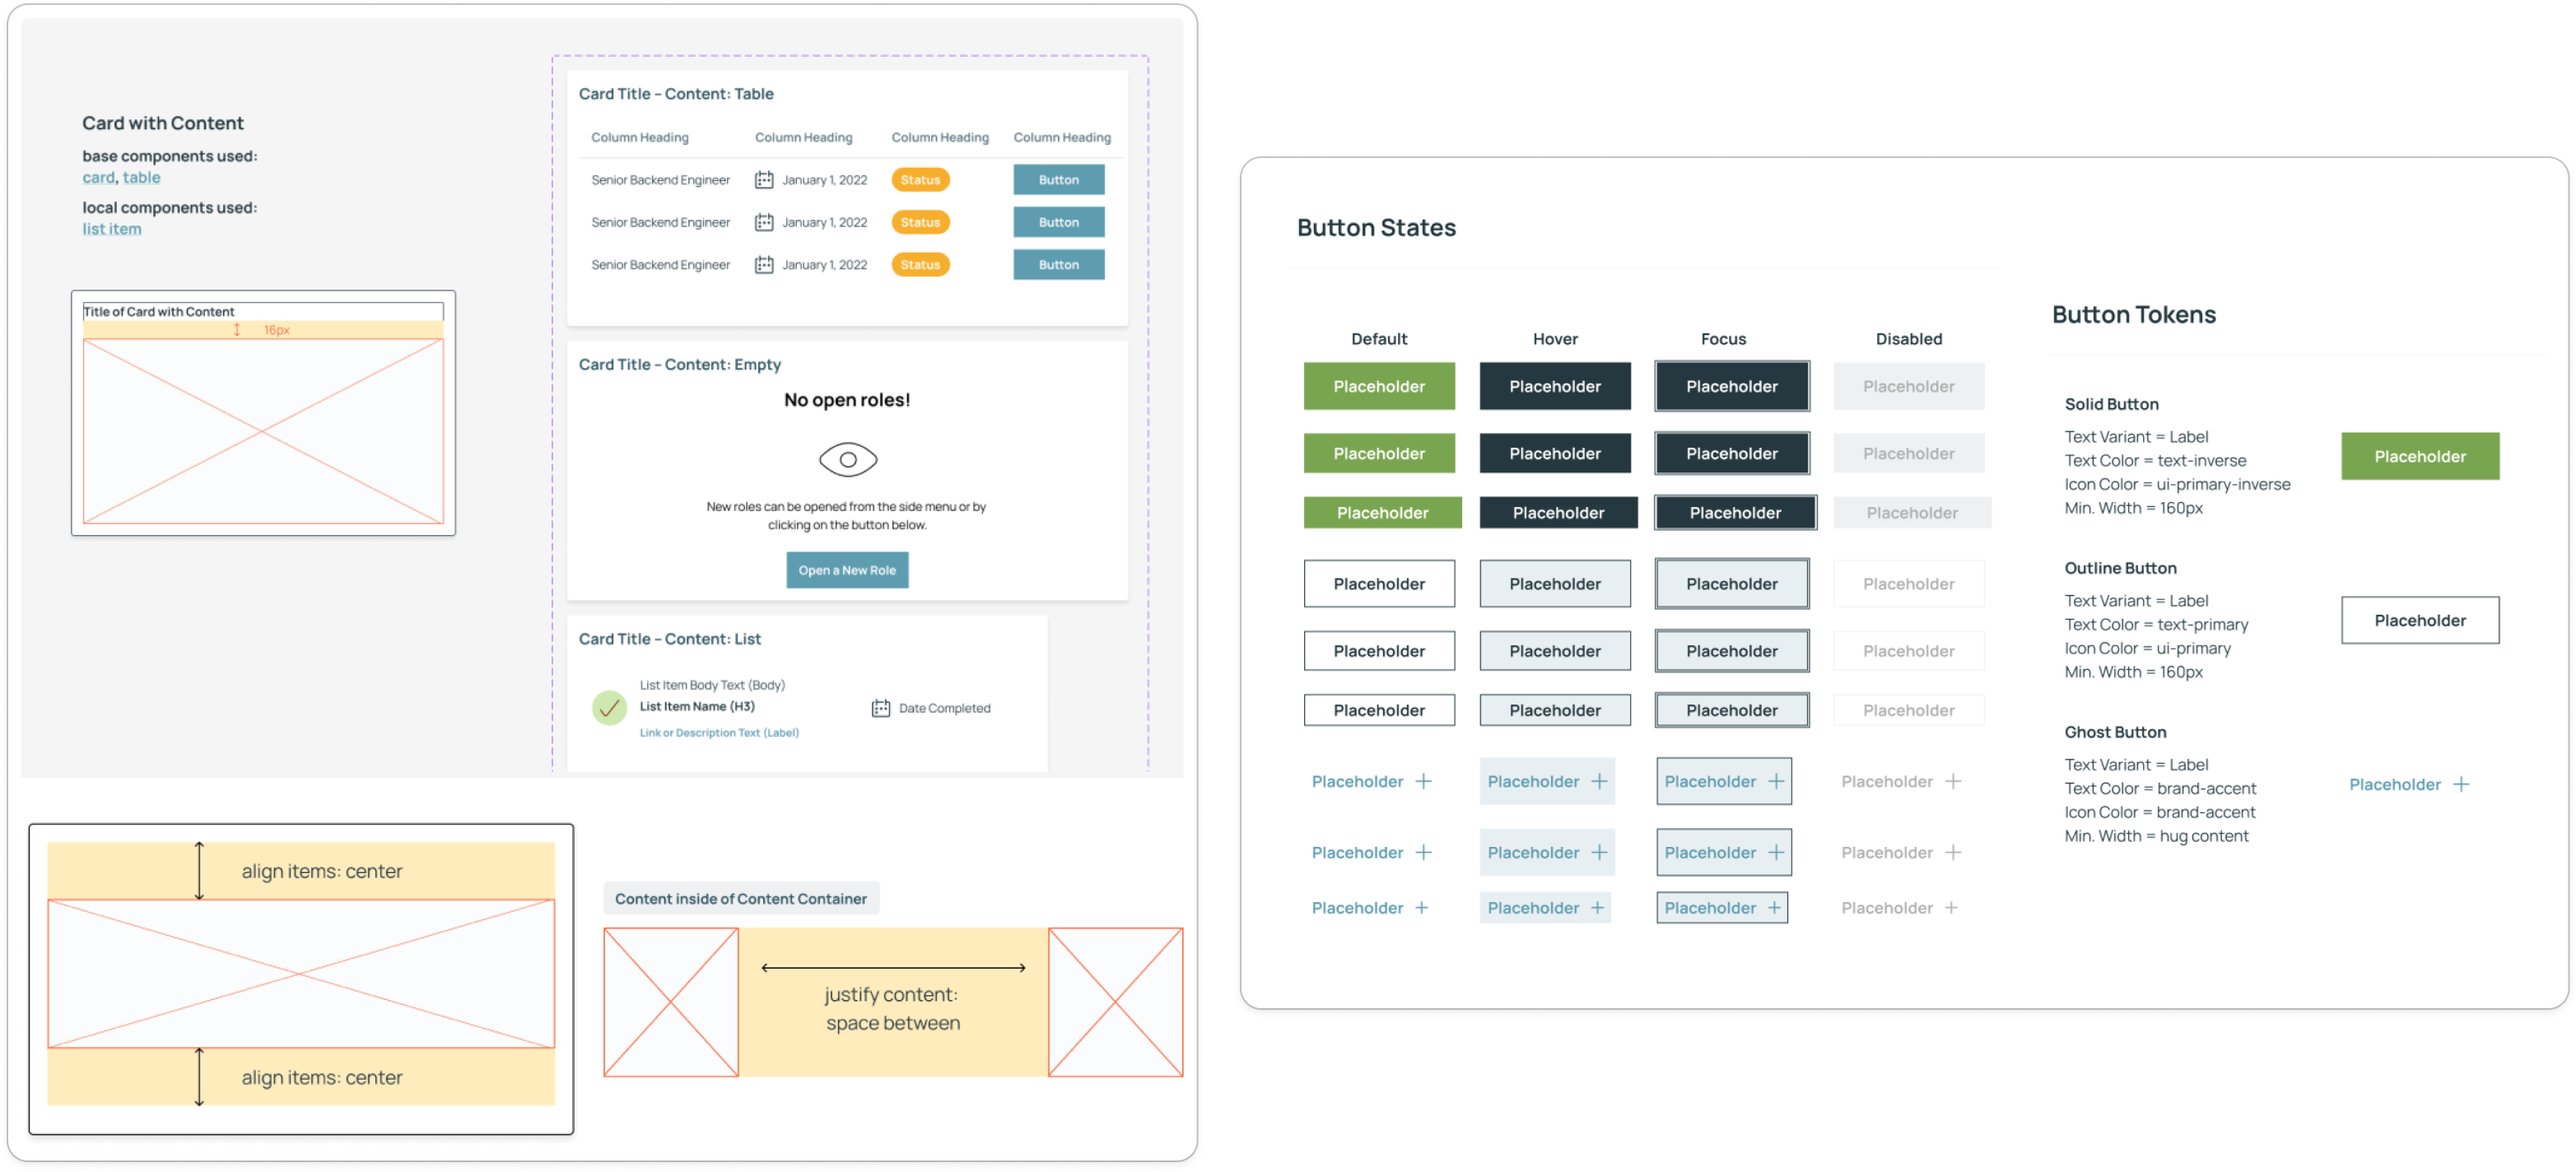 Card with Content
base components used:
card, table
local components used:
list item
Title of Card with Content
16px
Card Title – Content: Table
Column Heading Column Heading Column Heading Column Heading
Senior Backend Engineer January 1, 2022 Status Button
Senior Backend Engineer January 1, 2022 Status Button
Senior Backend Engineer January 1, 2022 Status Button
Card Title – Content: Empty
No open roles!
New roles can be opened from the side menu or by
clicking on the button below.
Open a New Role
Card Title – Content: List
List Item Body Text (Body)
List Item Name (H3)
Link or Description Text (Label)
Date Completed
align items: center
align items: center
Content inside of Content Container
justify content:
space between
Button States
Default Hover Focus Disabled
Placeholder Placeholder Placeholder Placeholder
Placeholder Placeholder Placeholder Placeholder
Placeholder Placeholder Placeholder Placeholder
Placeholder Placeholder Placeholder Placeholder
Placeholder Placeholder Placeholder Placeholder
Placeholder Placeholder Placeholder Placeholder
Placeholder + Placeholder + Placeholder + Placeholder +
Placeholder + Placeholder + Placeholder + Placeholder +
Placeholder + Placeholder + Placeholder + Placeholder +
Button Tokens
Solid Button
Text Variant = Label
Text Color = text-inverse
Icon Color = ui-primary-inverse
Min. Width = 160px
Placeholder
Outline Button
Text Variant = Label
Text Color = text-primary
Icon Color = ui-primary
Min. Width = 160px
Placeholder
Ghost Button
Text Variant = Label
Text Color = brand-accent
Icon Color = brand-accent
Min. Width = hug content
Placeholder +